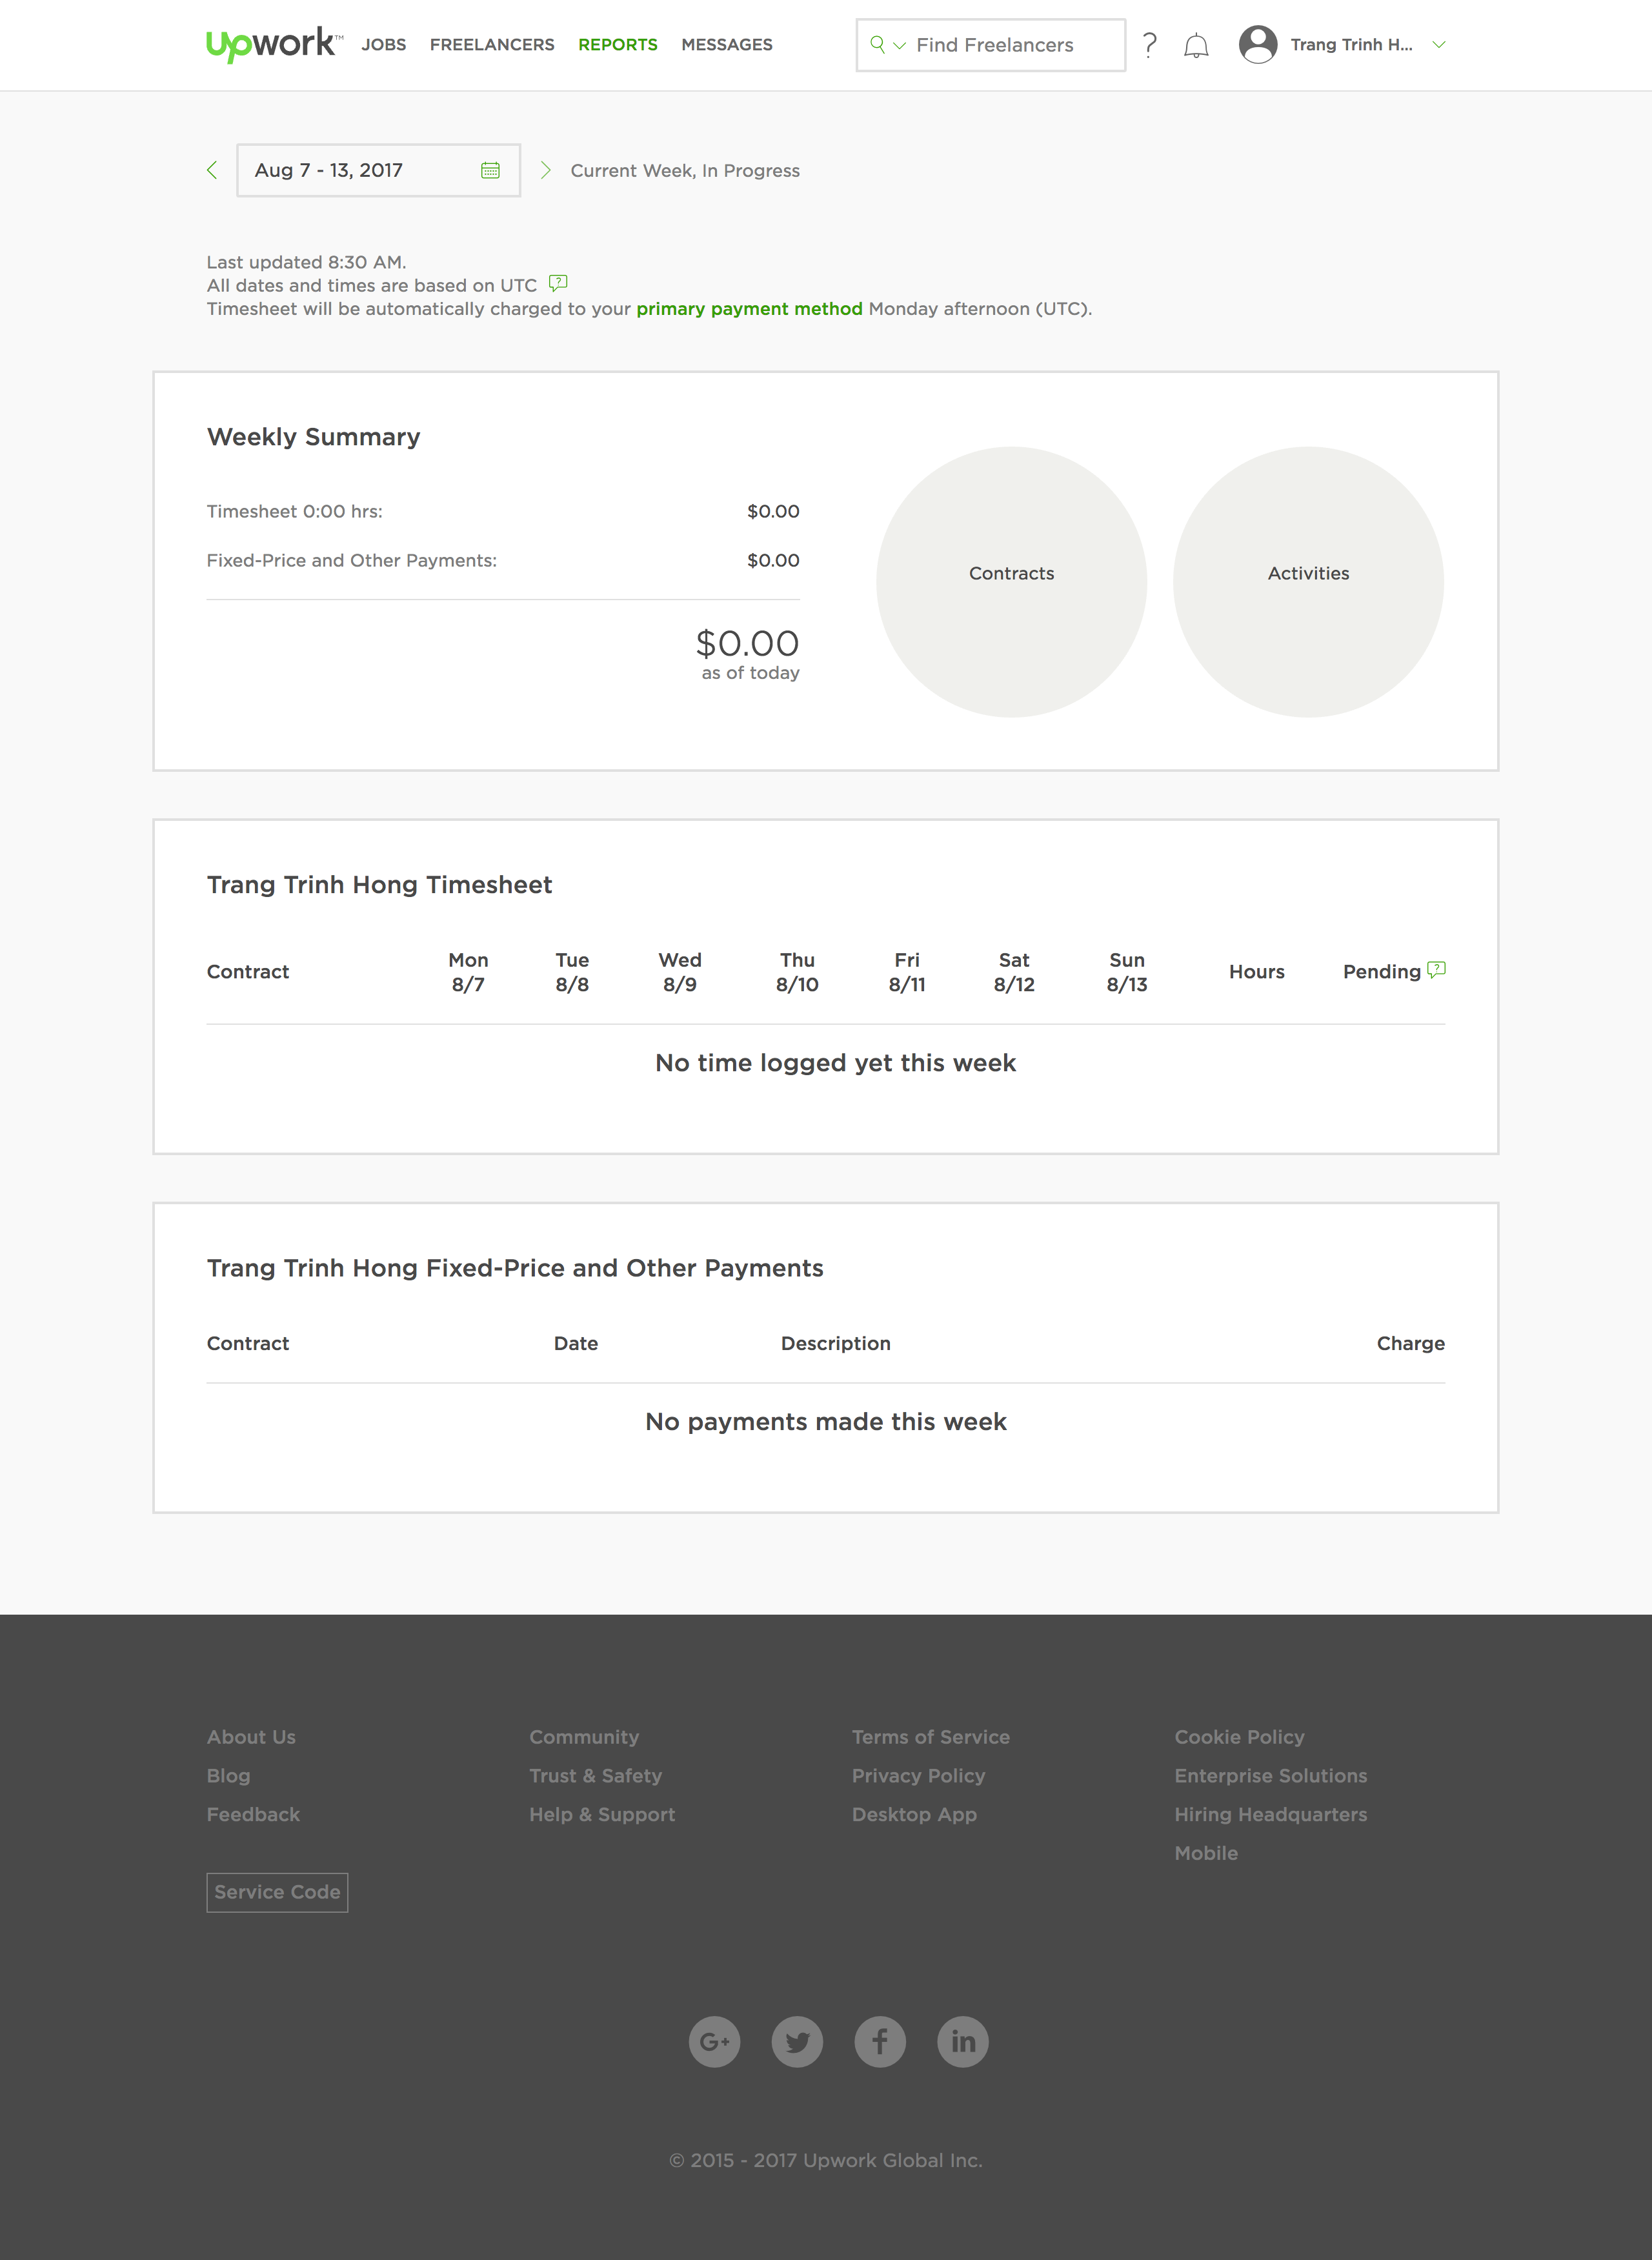 upwork™ JOBS FREELANCERS REPORTS MESSAGES Find Freelancers ? Trang Trinh H...
Aug 7 - 13, 2017 Current Week, In Progress
Last updated 8:30 AM.
All dates and times are based on UTC ?
Timesheet will be automatically charged to your primary payment method Monday afternoon (UTC).
Weekly Summary
Timesheet 0:00 hrs: $0.00
Fixed-Price and Other Payments: $0.00
$0.00
as of today
Contracts
Activities
Trang Trinh Hong Timesheet
Contract Mon 8/7 Tue 8/8 Wed 8/9 Thu 8/10 Fri 8/11 Sat 8/12 Sun 8/13 Hours Pending ?
No time logged yet this week
Trang Trinh Hong Fixed-Price and Other Payments
Contract Date Description Charge
No payments made this week
About Us Community Terms of Service Cookie Policy
Blog Trust & Safety Privacy Policy Enterprise Solutions
Feedback Help & Support Desktop App Hiring Headquarters
Mobile
Service Code
G+ f in
© 2015 - 2017 Upwork Global Inc.